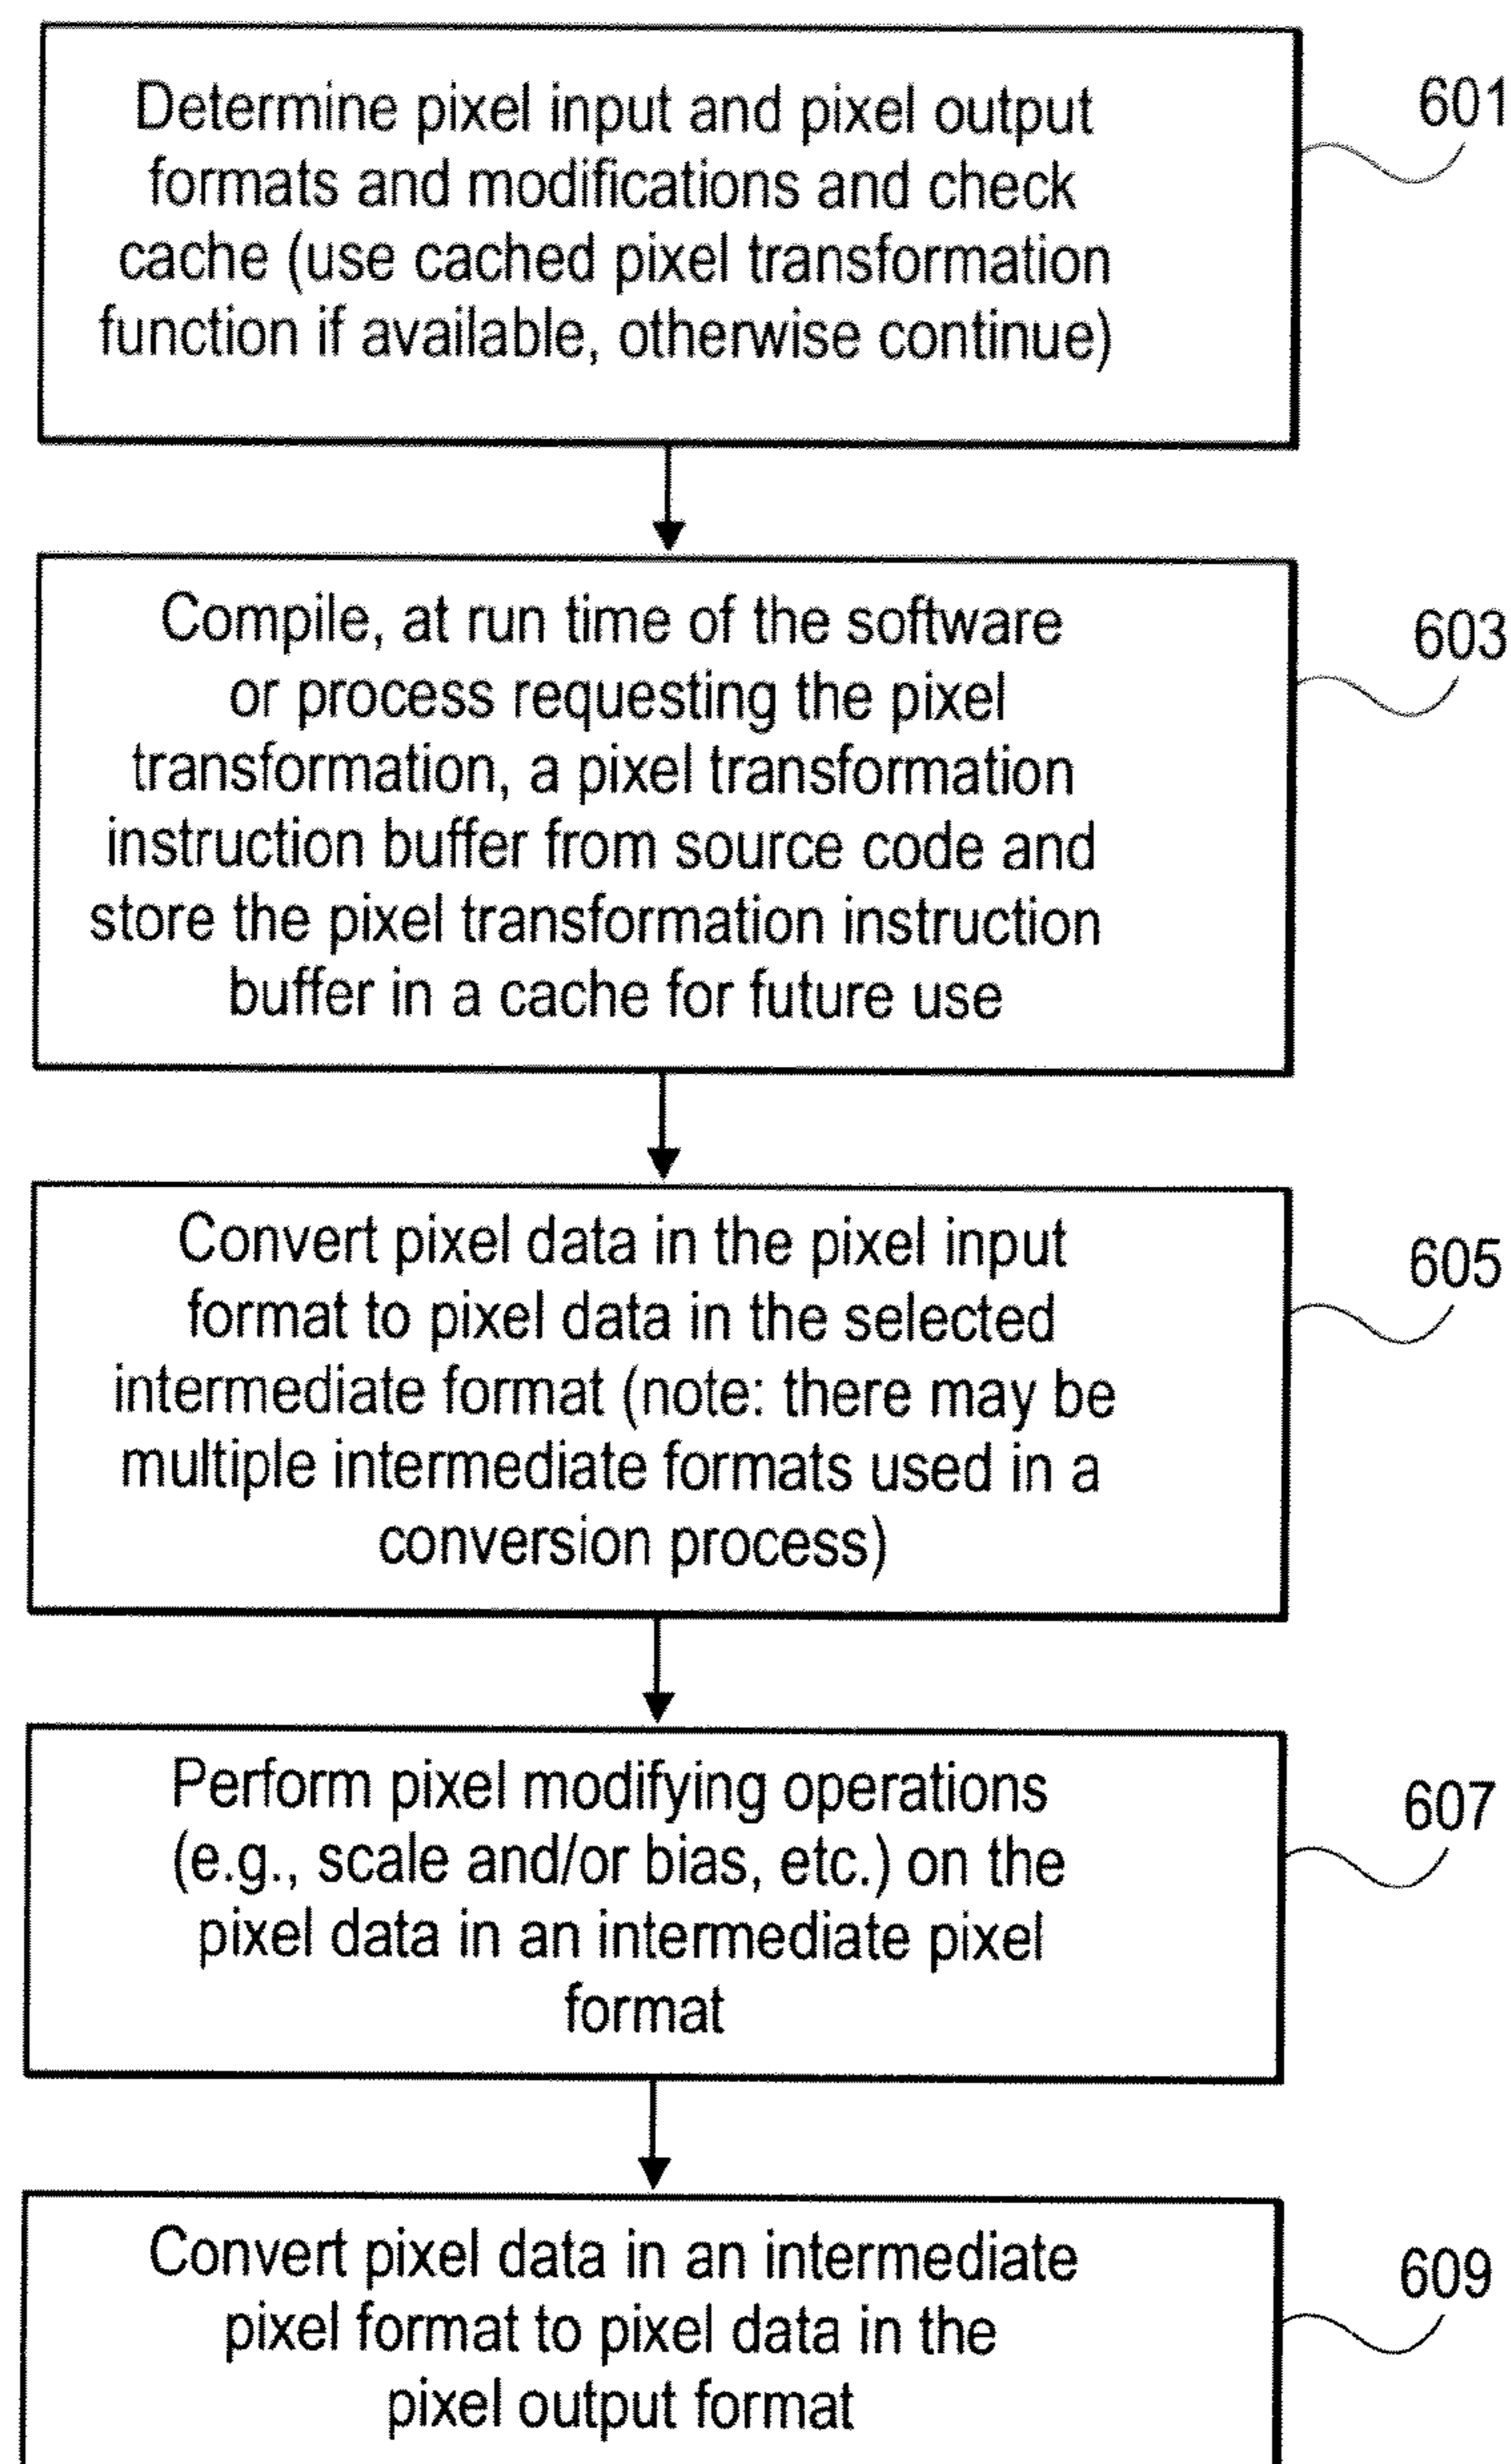 Determine pixel input and pixel output
formats and modifications and check
cache (use cached pixel transformation
function if available, otherwise continue)
601
Compile, at run time of the software
or process requesting the pixel
transformation, a pixel transformation
instruction buffer from source code and
store the pixel transformation instruction
buffer in a cache for future use
603
Convert pixel data in the pixel input
format to pixel data in the selected
intermediate format (note: there may be
multiple intermediate formats used in a
conversion process)
605
Perform pixel modifying operations
(e.g., scale and/or bias, etc.) on the
pixel data in an intermediate pixel
format
607
Convert pixel data in an intermediate
pixel format to pixel data in the
pixel output format
609